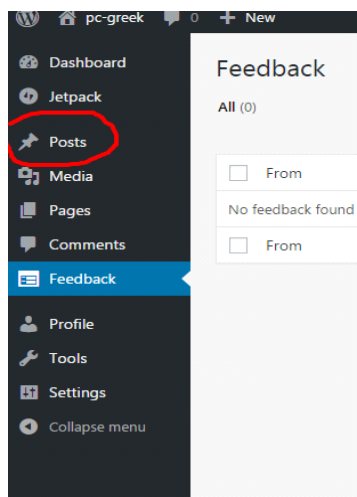 pc-greek 0 New
Dashboard
Jetpack
Posts
Media
Pages
Comments
Feedback
Profile
Tools
Settings
Collapse menu
Feedback
All (0)
From
No feedback found
From